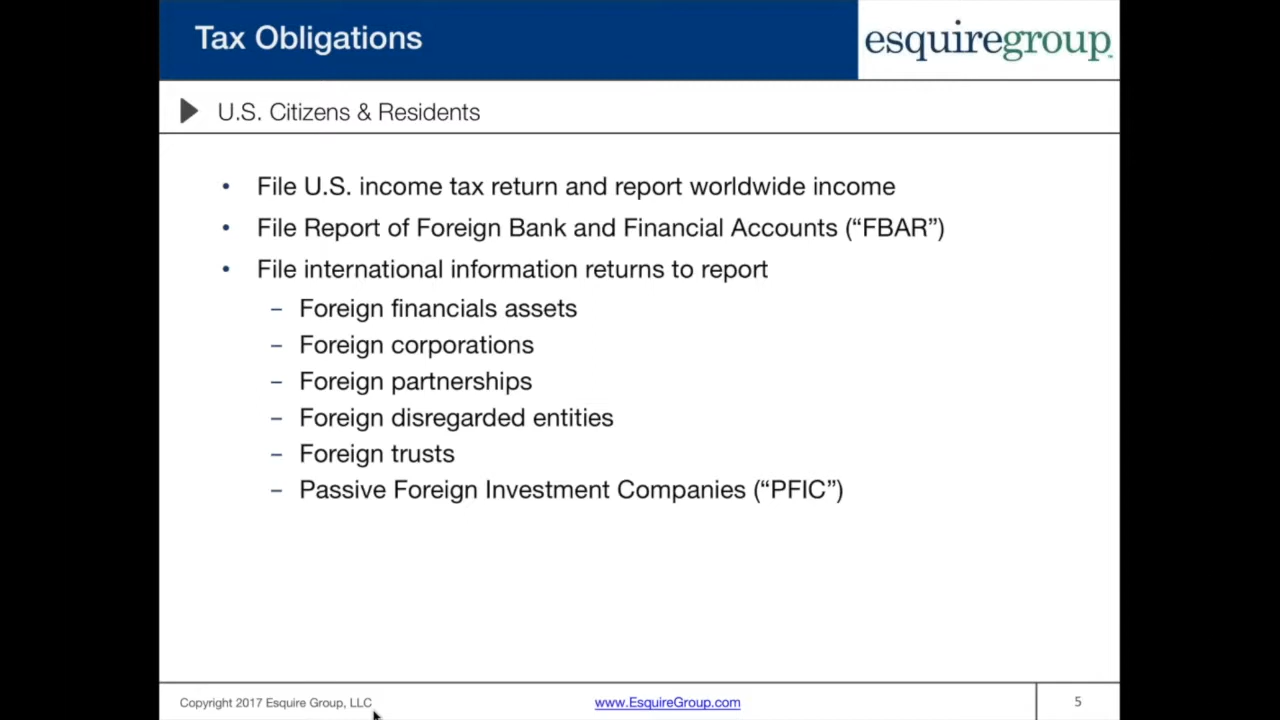 Tax Obligations
esquiregroup™
U.S. Citizens & Residents
• File U.S. income tax return and report worldwide income
• File Report of Foreign Bank and Financial Accounts (“FBAR”)
• File international information returns to report
– Foreign financials assets
– Foreign corporations
– Foreign partnerships
– Foreign disregarded entities
– Foreign trusts
– Passive Foreign Investment Companies (“PFIC”)
Copyright 2017 Esquire Group, LLC
www.EsquireGroup.com
5